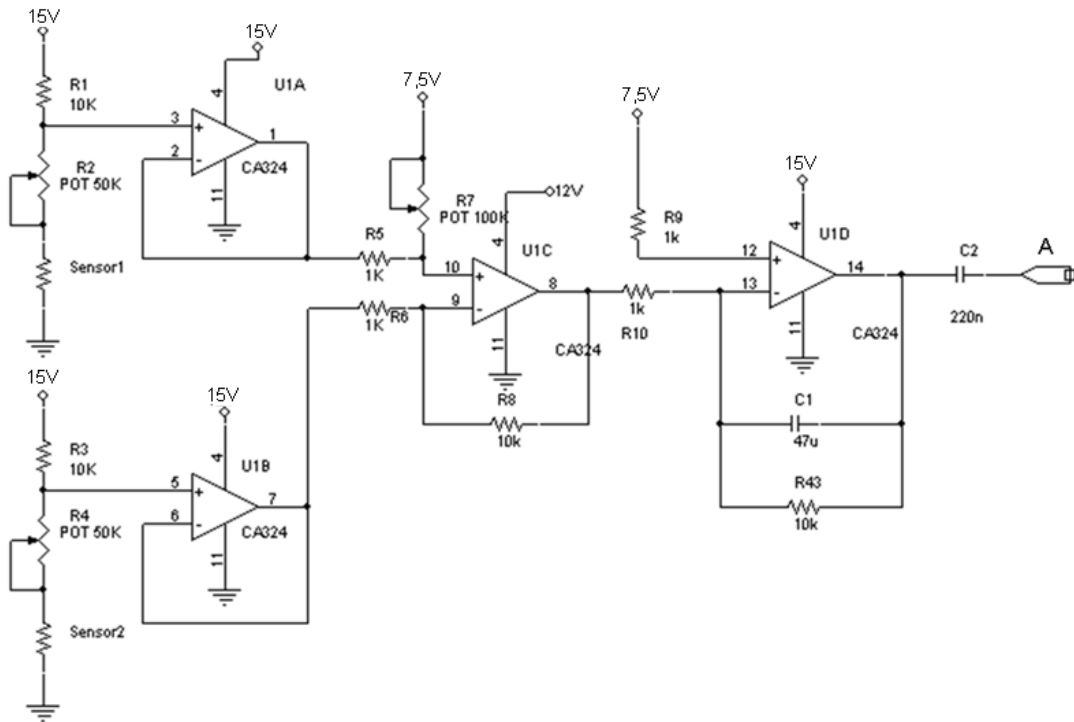 15V
R1
10K
R2
POT 50K
Sensor1
15V
4
U1A
3
+
2
-
1
CA324
11
7,5V
R7
POT 100K
R5
1K
12V
4
U1C
10
+
9
-
8
CA324
11
1K
R6
R8
10k
7,5V
R9
1k
1k
R10
15V
4
U1D
12
+
13
-
14
CA324
11
C1
47u
R43
10k
C2
220n
A
15V
R3
10K
R4
POT 50K
Sensor2
15V
4
U1B
5
+
6
-
7
CA324
11